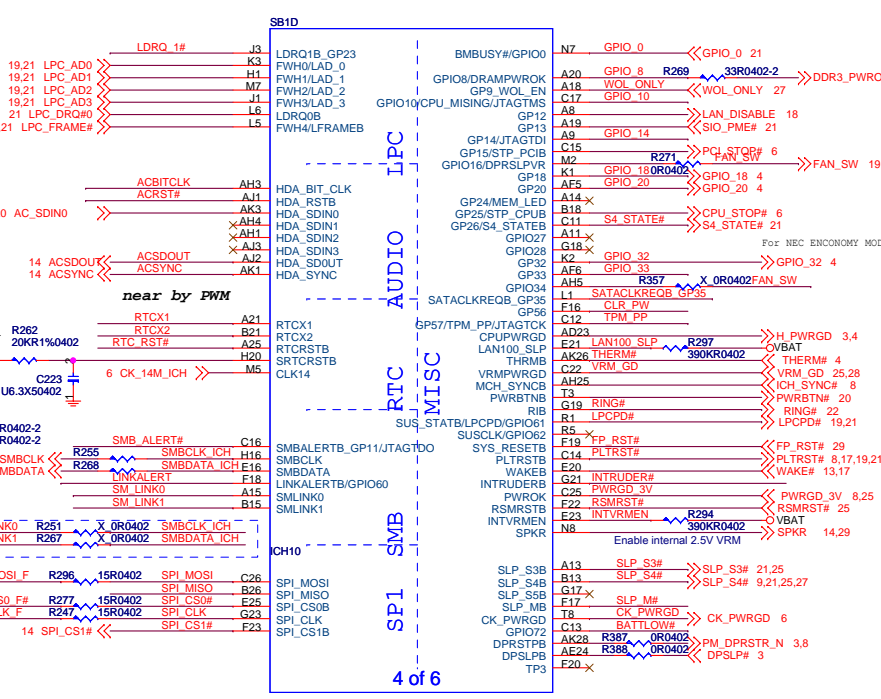 SB1D
LDRQ_1# J3 LDRQ1B_GP23
19,21 LPC_AD0 K3 FWH0/LAD_0
19,21 LPC_AD1 H1 FWH1/LAD_1
19,21 LPC_AD2 M7 FWH2/LAD_2
19,21 LPC_AD3 J1 FWH3/LAD_3
21 LPC_DRQ#0 L6 LDRQ0B
21 LPC_FRAME# L5 FWH4/LFRAMEB
ACBITCLK AH3 HDA_BIT_CLK
ACRST# AJ1 HDA_RSTB
0 AC_SDIN0 AK3 HDA_SDIN0
AH4 HDA_SDIN1
AH1 HDA_SDIN2
AJ3 HDA_SDIN3
14 ACSDOUT ACSDOUT AJ2 HDA_SDOUT
14 ACSYNC ACSYNC AK1 HDA_SYNC
near by PWM
RTCX1 A21 RTCX1
RTCX2 B21 RTCX2
RTC_RST# A25 RTCRSTB
H20 SRTCRSTB
6 CK_14M_ICH M5 CLK14
R262
20KR1%0402
2
C223
U6.3X50402
1
R0402-2
R0402-2
SMB_ALERT# C16 SMBALERTB_GP11/JTAGTDO
SMBCLK R255 SMBCLK_ICH H16 SMBCLK
MBDATA R268 SMBDATA_ICH E16 SMBDATA
LINKALERT F18 LINKALERTB/GPIO60
SM_LINK0 A15 SMLINK0
SM_LINK1 B15 SMLINK1
NK0 R251 X_0R0402 SMBCLK_ICH
NK1 R267 X_0R0402 SMBDATA_ICH
ICH10
OSI_F R296 15R0402 SPI_MOSI C26 SPI_MOSI
SPI_MISO B26 SPI_MISO
S0_F# R277 15R0402 SPI_CS0# E25 SPI_CS0B
LK_F R247 15R0402 SPI_CLK G23 SPI_CLK
14 SPI_CS1# SPI_CS1# F23 SPI_CS1B
LPC
AUDIO
RTC
MISC
SMB
SP1
4 of 6
BMBUSY#/GPIO0 N7 GPIO_0 GPIO_0 21
GPIO8/DRAMPWROK A20 GPIO_8 R269 33R0402-2 DDR3_PWRO
GP9_WOL_EN A18 WOL_ONLY WOL_ONLY 27
GPIO10/CPU_MISING/JTAGTMS C17 GPIO_10
GP12 A8 LAN_DISABLE 18
GP13 A19 SIO_PME# 21
GP14/JTAGTDI A9 GPIO_14
GP15/STP_PCIB C15 PCI_STOP# 6
GPIO16/DPRSLPVR M2 R271 0R0402 FAN_SW FAN_SW 19
GP18 K1 GPIO_18 GPIO_18 4
GP20 AF5 GPIO_20 GPIO_20 4
GP24/MEM_LED A14
GP25/STP_CPUB B18 CPU_STOP# 6
GP26/S4_STATEB C11 S4_STATE# S4_STATE# 21
GPIO27 A11
GPIO28 G18 For NEC ENCONOMY MOD
GP32 K2 GPIO_32 GPIO_32 4
GP33 AF6 GPIO_33
GPIO34 AH5 R357 X_0R0402 FAN_SW
SATACLKREQB_GP35 L1 SATACLKREQB_GP35
GP56 F16 CLR_PW
GP57/TPM_PP/JTAGTCK C12 TPM_PP
CPUPWRGD AD23 H_PWRGD 3,4
LAN100_SLP E21 LAN100_SLP R297 390KR0402 VBAT
THRMB AK26 THERM# THERM# 4
VRMPWRGD C22 VRM_GD VRM_GD 25,28
MCH_SYNCB AH25 ICH_SYNC# 8
PWRBTNB T3 PWRBTN# 20
RIB G19 RING# RING# 22
SUS_STATB/LPCPD/GPIO61 R1 LPCPD# LPCPD# 19,21
SUSCLK/GPIO62 R5
SYS_RESETB F19 FP_RST# FP_RST# 29
PLTRSTB C14 PLTRST# PLTRST# 8,17,19,21
WAKEB E20 WAKE# 13,17
INTRUDERB G21 INTRUDER#
PWROK C25 PWRGD_3V PWRGD_3V 8,25
RSMRSTB F22 RSMRST# RSMRST# 25
INTVRMEN E23 INTVRMEN R294 390KR0402 VBAT
SPKR N8 SPKR 14,29
Enable internal 2.5V VRM
SLP_S3B A13 SLP_S3# SLP_S3# 21,25
SLP_S4B B13 SLP_S4# SLP_S4# 9,21,25,27
SLP_S5B G17
SLP_MB F17 SLP_M#
CK_PWRGD T8 CK_PWRGD CK_PWRGD 6
GPIO72 C13 BATTLOW#
DPRSTPB AK28 R387 0R0402 PM_DPRSTR_N 3,8
DPSLPB AE24 R388 0R0402 DPSLP# 3
TP3 F20